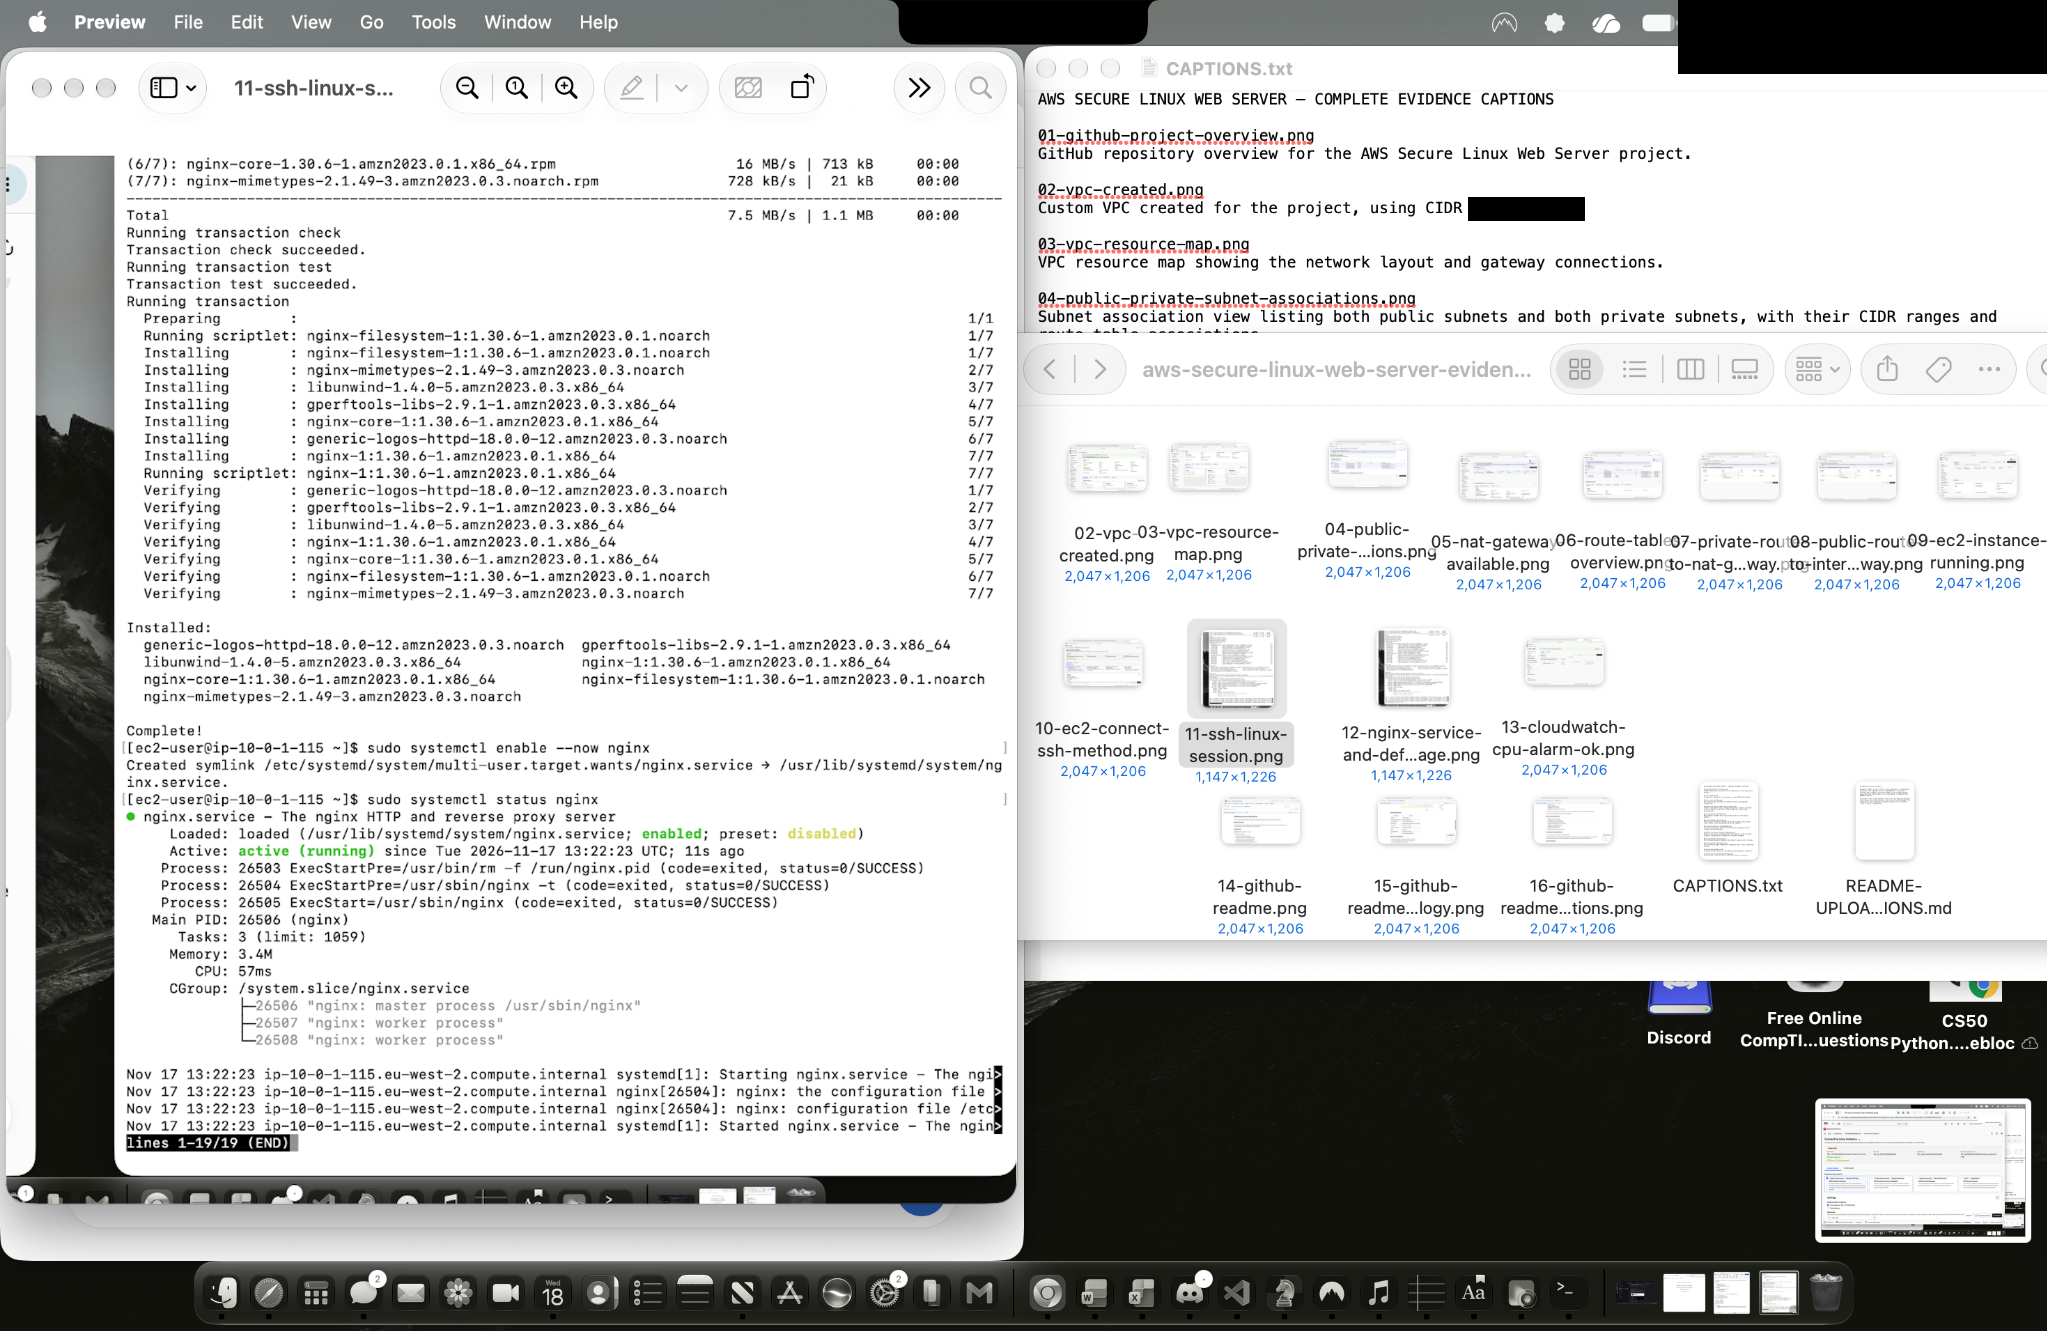 Preview File Edit View Go Tools Window Help
11-ssh-linux-s...
(6/7): nginx-core-1.30.6-1.amzn2023.0.1.x86_64.rpm 16 MB/s | 713 kB 00:00
(7/7): nginx-mimetypes-2.1.49-3.amzn2023.0.3.noarch.rpm 728 kB/s | 21 kB 00:00
Total 7.5 MB/s | 1.1 MB 00:00
Running transaction check
Transaction check succeeded.
Running transaction test
Transaction test succeeded.
Running transaction
Preparing : 1/1
Running scriptlet: nginx-filesystem-1:1.30.6-1.amzn2023.0.1.noarch 1/7
Installing : nginx-filesystem-1:1.30.6-1.amzn2023.0.1.noarch 1/7
Installing : nginx-mimetypes-2.1.49-3.amzn2023.0.3.noarch 2/7
Installing : libunwind-1.4.0-5.amzn2023.0.3.x86_64 3/7
Installing : gperftools-libs-2.9.1-1.amzn2023.0.3.x86_64 4/7
Installing : nginx-core-1:1.30.6-1.amzn2023.0.1.x86_64 5/7
Installing : generic-logos-httpd-18.0.0-12.amzn2023.0.3.noarch 6/7
Installing : nginx-1:1.30.6-1.amzn2023.0.1.x86_64 7/7
Running scriptlet: nginx-1:1.30.6-1.amzn2023.0.1.x86_64 7/7
Verifying : generic-logos-httpd-18.0.0-12.amzn2023.0.3.noarch 1/7
Verifying : gperftools-libs-2.9.1-1.amzn2023.0.3.x86_64 2/7
Verifying : libunwind-1.4.0-5.amzn2023.0.3.x86_64 3/7
Verifying : nginx-1:1.30.6-1.amzn2023.0.1.x86_64 4/7
Verifying : nginx-core-1:1.30.6-1.amzn2023.0.1.x86_64 5/7
Verifying : nginx-filesystem-1:1.30.6-1.amzn2023.0.1.noarch 6/7
Verifying : nginx-mimetypes-2.1.49-3.amzn2023.0.3.noarch 7/7
Installed:
generic-logos-httpd-18.0.0-12.amzn2023.0.3.noarch gperftools-libs-2.9.1-1.amzn2023.0.3.x86_64
libunwind-1.4.0-5.amzn2023.0.3.x86_64 nginx-1:1.30.6-1.amzn2023.0.1.x86_64
nginx-core-1:1.30.6-1.amzn2023.0.1.x86_64 nginx-filesystem-1:1.30.6-1.amzn2023.0.1.noarch
nginx-mimetypes-2.1.49-3.amzn2023.0.3.noarch
Complete!
[[ec2-user@ip-10-0-1-115 ~]$ sudo systemctl enable --now nginx ]
Created symlink /etc/systemd/system/multi-user.target.wants/nginx.service → /usr/lib/systemd/system/ng
inx.service.
[[ec2-user@ip-10-0-1-115 ~]$ sudo systemctl status nginx ]
● nginx.service - The nginx HTTP and reverse proxy server
Loaded: loaded (/usr/lib/systemd/system/nginx.service; enabled; preset: disabled)
Active: active (running) since Tue 2026-11-17 13:22:23 UTC; 11s ago
Process: 26503 ExecStartPre=/usr/bin/rm -f /run/nginx.pid (code=exited, status=0/SUCCESS)
Process: 26504 ExecStartPre=/usr/sbin/nginx -t (code=exited, status=0/SUCCESS)
Process: 26505 ExecStart=/usr/sbin/nginx (code=exited, status=0/SUCCESS)
Main PID: 26506 (nginx)
Tasks: 3 (limit: 1059)
Memory: 3.4M
CPU: 57ms
CGroup: /system.slice/nginx.service
├─26506 "nginx: master process /usr/sbin/nginx"
├─26507 "nginx: worker process"
└─26508 "nginx: worker process"
Nov 17 13:22:23 ip-10-0-1-115.eu-west-2.compute.internal systemd[1]: Starting nginx.service - The ngi>
Nov 17 13:22:23 ip-10-0-1-115.eu-west-2.compute.internal nginx[26504]: nginx: the configuration file >
Nov 17 13:22:23 ip-10-0-1-115.eu-west-2.compute.internal nginx[26504]: nginx: configuration file /etc>
Nov 17 13:22:23 ip-10-0-1-115.eu-west-2.compute.internal systemd[1]: Started nginx.service - The ngin>
lines 1-19/19 (END)
CAPTIONS.txt
AWS SECURE LINUX WEB SERVER — COMPLETE EVIDENCE CAPTIONS
01-github-project-overview.png
GitHub repository overview for the AWS Secure Linux Web Server project.
02-vpc-created.png
Custom VPC created for the project, using CIDR
03-vpc-resource-map.png
VPC resource map showing the network layout and gateway connections.
04-public-private-subnet-associations.png
Subnet association view listing both public subnets and both private subnets, with their CIDR ranges and
route table associations
aws-secure-linux-web-server-eviden...
02-vpc-
created.png
2,047×1,206
03-vpc-resource-
map.png
2,047×1,206
04-public-
private-...ions.png
2,047×1,206
05-nat-gateway
available.png
2,047×1,206
06-route-table
overview.png
2,047×1,206
07-private-route
to-nat-g...way.png
2,047×1,206
08-public-route
to-inter...way.png
2,047×1,206
09-ec2-instance-
running.png
2,047×1,206
10-ec2-connect-
ssh-method.png
2,047×1,206
11-ssh-linux-
session.png
1,147×1,226
12-nginx-service-
and-def...age.png
1,147×1,226
13-cloudwatch-
cpu-alarm-ok.png
2,047×1,206
14-github-
readme.png
2,047×1,206
15-github-
readme...logy.png
2,047×1,206
16-github-
readme...tions.png
2,047×1,206
CAPTIONS.txt
README-
UPLOA...IONS.md
Discord
Free Online
CompTI...uestions
CS50
Python....ebloc
1
2
Wed
18
2
Aa